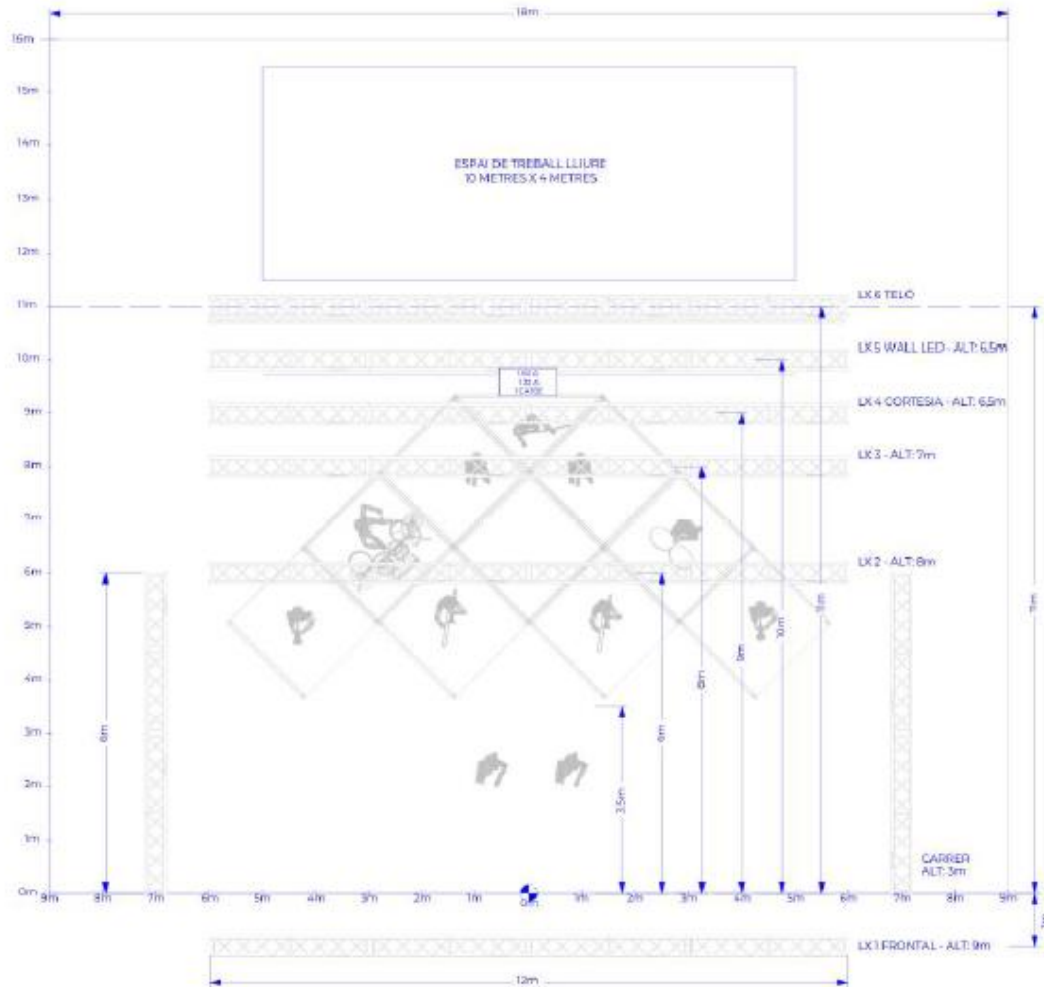 18m
16m
15m
14m
13m
12m
11m
10m
9m
8m
7m
6m
5m
4m
3m
2m
1m
0m
ESPAI DE TREBALL LLIURE
10 METRES X 4 METRES
LX 6 TELÓ
LX 5 WALL LED - ALT: 6,5m
LX 4 CORTESIA - ALT: 6,5m
LX 3 - ALT: 7m
LX 2 - ALT: 8m
6m
3,5m
6m
8m
9m
10m
11m
11m
CARRER
ALT: 3m
9m 8m 7m 6m 5m 4m 3m 2m 1m 0m 1m 2m 3m 4m 5m 6m 7m 8m 9m
LX 1 FRONTAL - ALT: 9m
12m